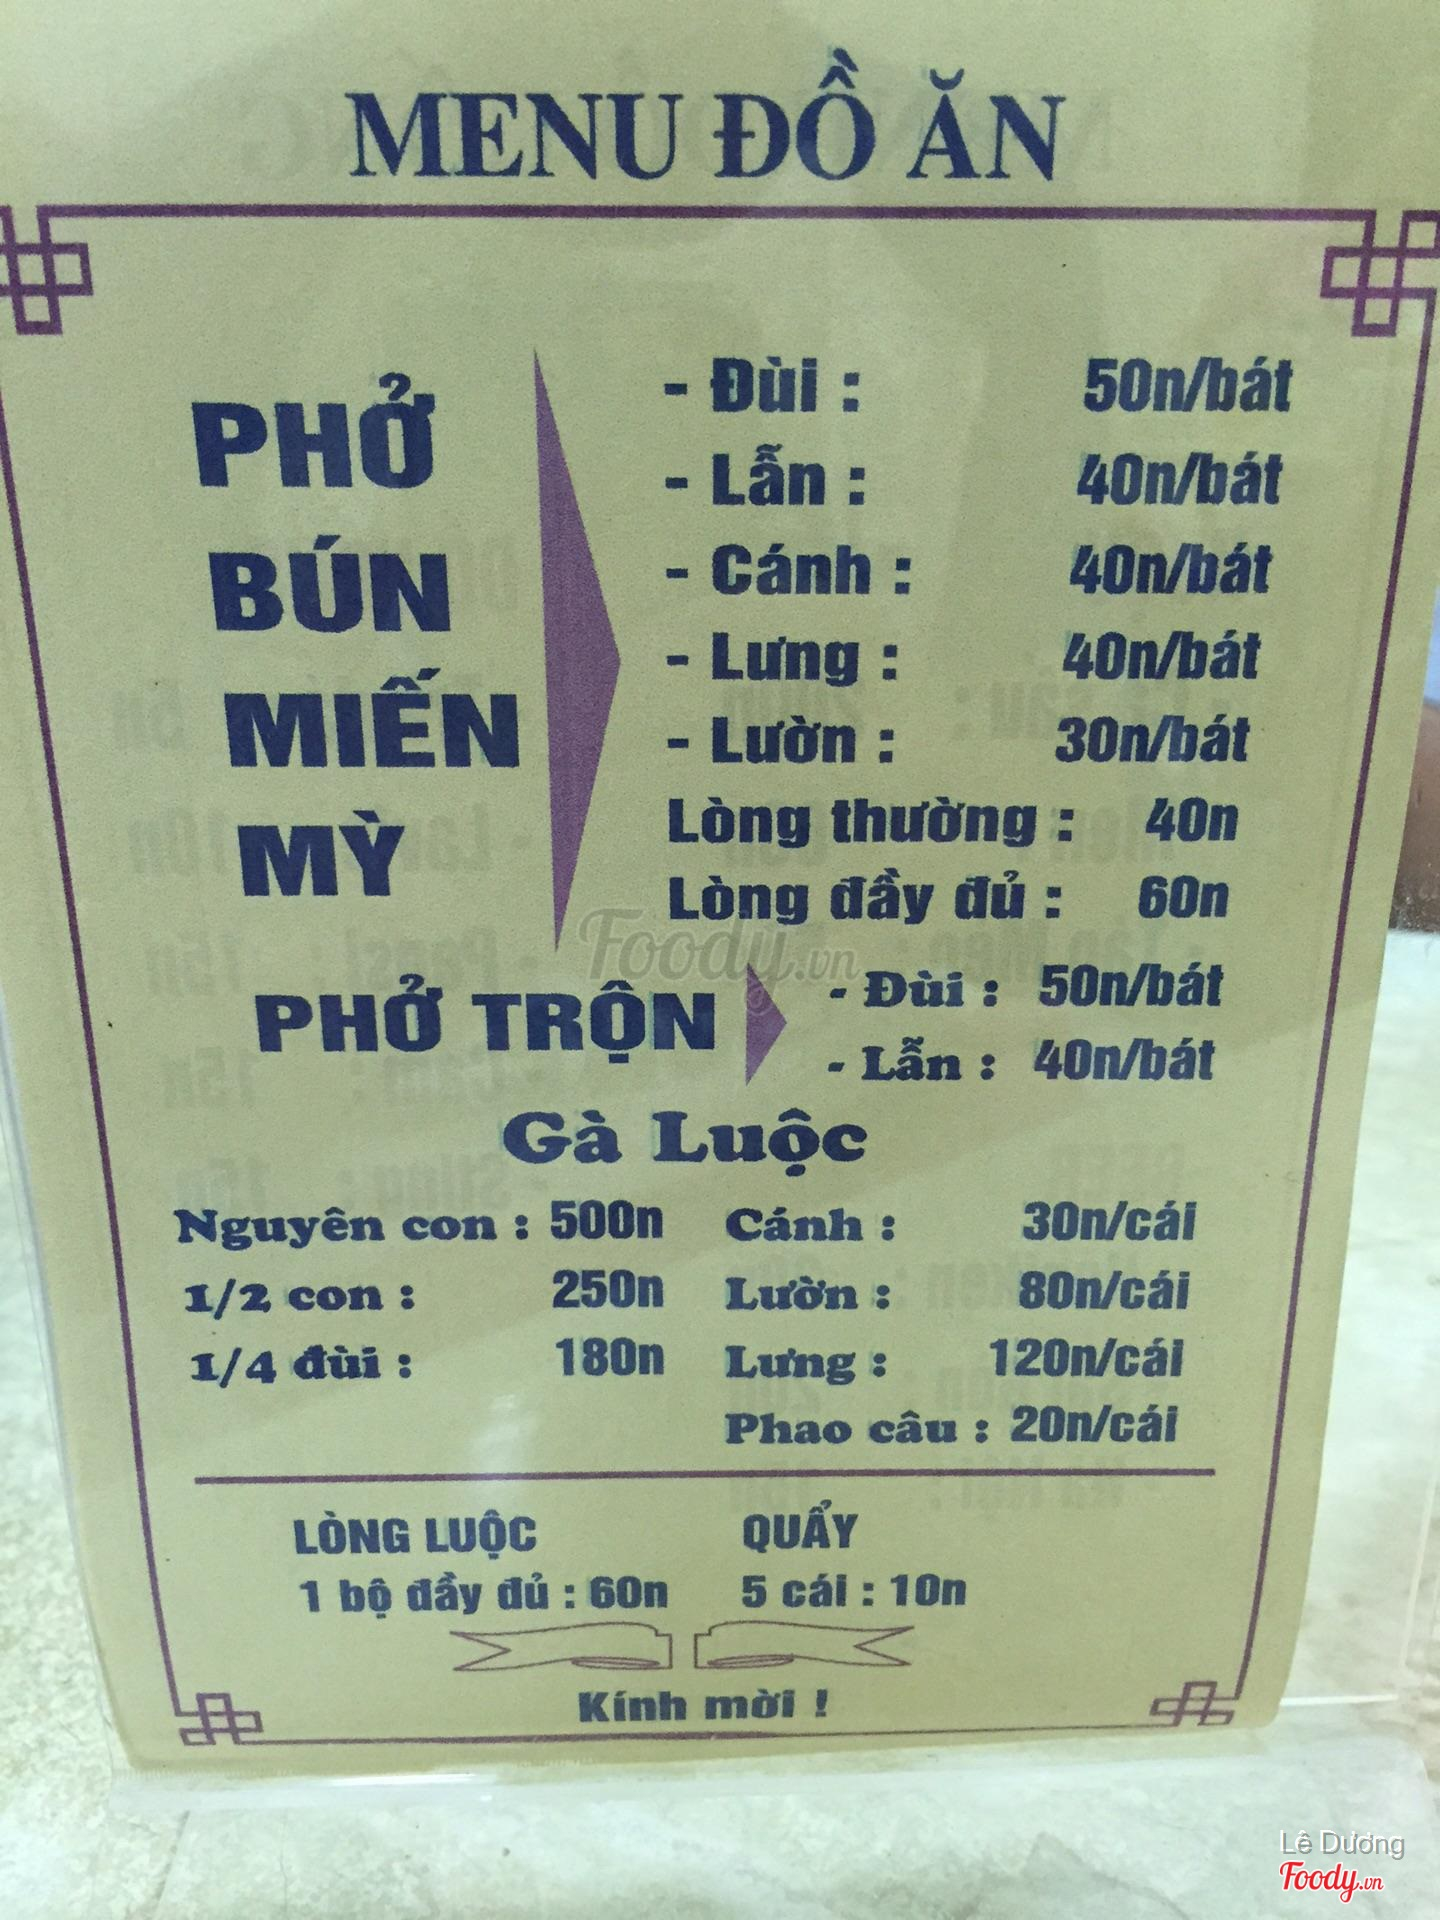 MENU ĐỒ ĂN
PHỞ
BÚN
MIẾN
MỲ
- Đùi : 50n/bát
- Lẫn : 40n/bát
- Cánh : 40n/bát
- Lưng : 40n/bát
- Lườn : 30n/bát
Lòng thường : 40n
Lòng đầy đủ : 60n
Foody.vn
PHỞ TRỘN
- Đùi : 50n/bát
- Lẫn : 40n/bát
Gà Luộc
Nguyên con : 500n
1/2 con : 250n
1/4 đùi : 180n
Cánh : 30n/cái
Lườn : 80n/cái
Lưng : 120n/cái
Phao câu : 20n/cái
LÒNG LUỘC
1 bộ đầy đủ : 60n
QUẨY
5 cái : 10n
Kính mời !
Lê Dương
Foody.vn